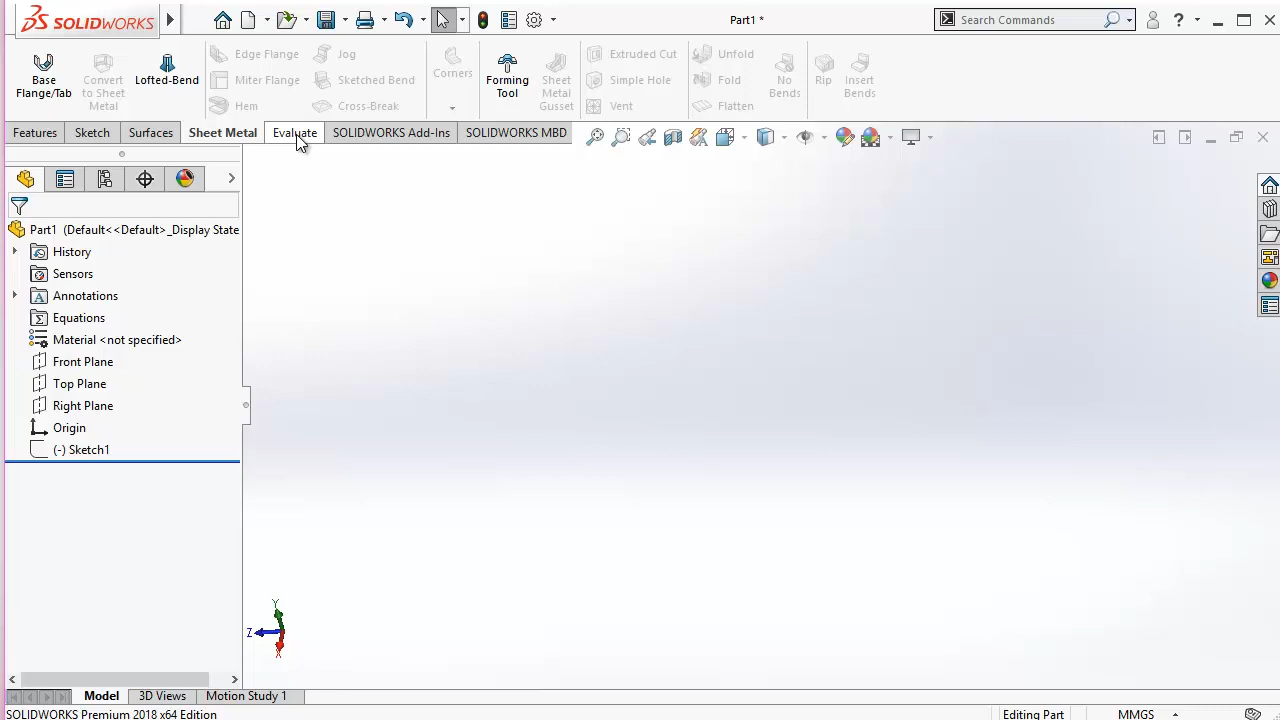 SOLIDWORKS
Part1 *
Search Commands
?
Base Flange/Tab
Convert to Sheet Metal
Lofted-Bend
Edge Flange
Miter Flange
Hem
Jog
Sketched Bend
Cross-Break
Corners
Forming Tool
Sheet Metal Gusset
Extruded Cut
Simple Hole
Vent
Unfold
Fold
Flatten
No Bends
Rip
Insert Bends
Features
Sketch
Surfaces
Sheet Metal
Evaluate
SOLIDWORKS Add-Ins
SOLIDWORKS MBD
Part1 (Default<<Default>_Display State
History
Sensors
Annotations
Equations
Material <not specified>
Front Plane
Top Plane
Right Plane
Origin
(-) Sketch1
Y
Z
X
Model
3D Views
Motion Study 1
SOLIDWORKS Premium 2018 x64 Edition
Editing Part
MMGS